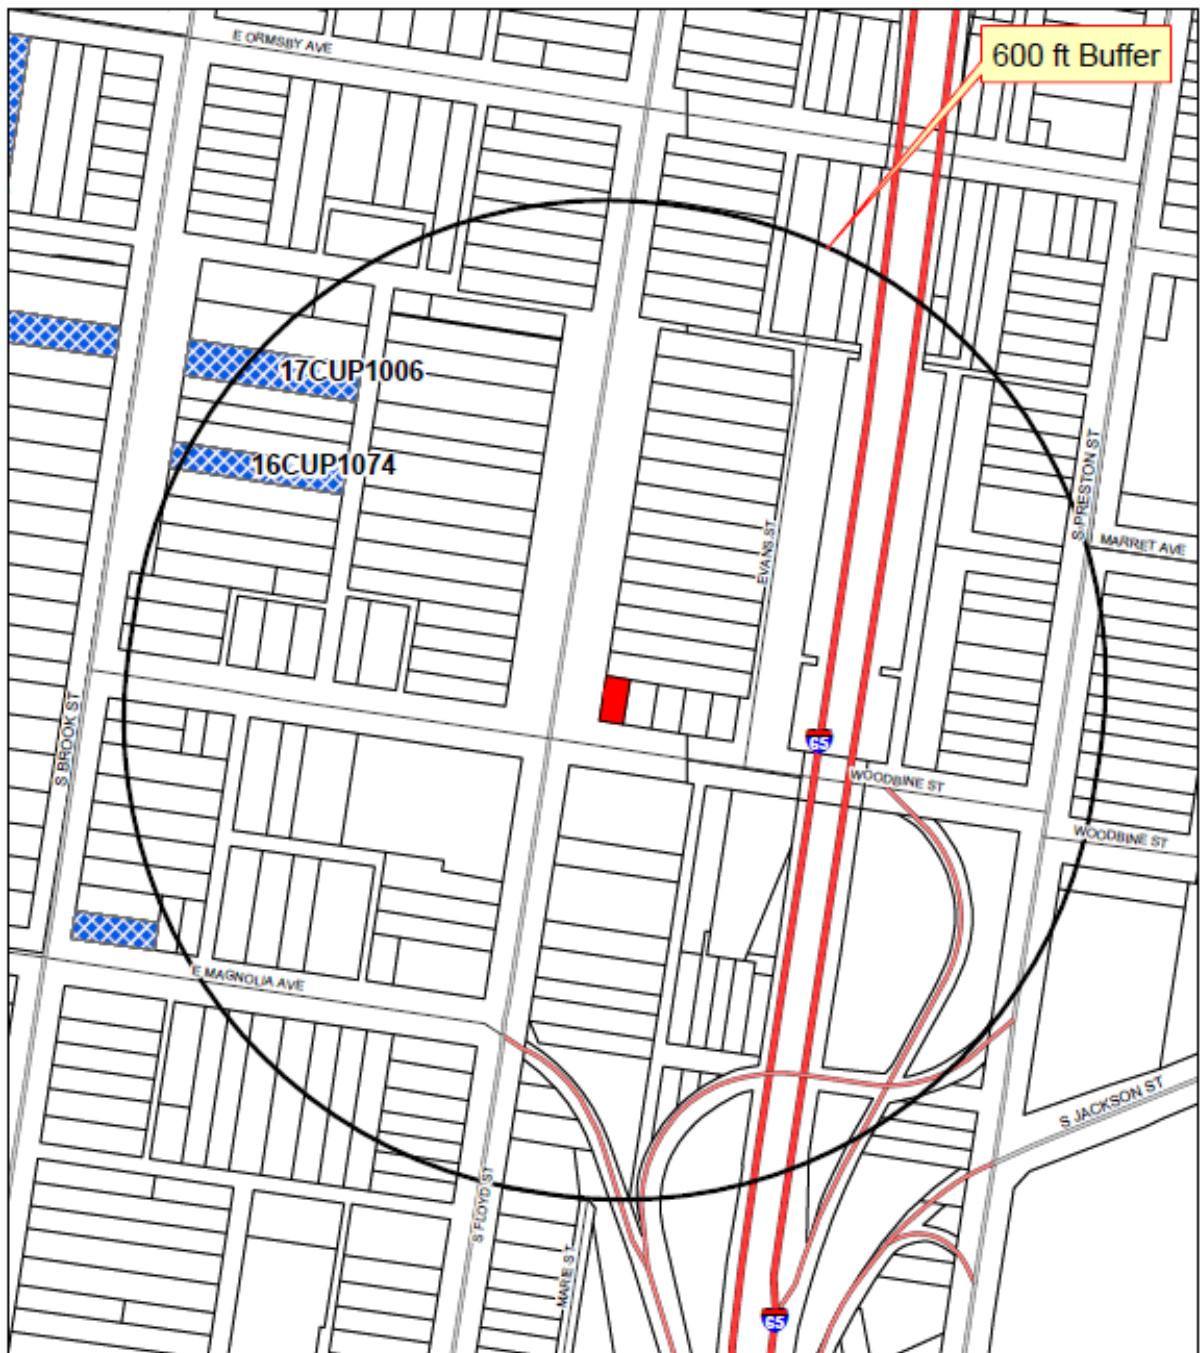 E ORMSBY AVE
600 ft Buffer
17CUP1006
16CUP1074
S PRESTON ST
MARRET AVE
EVANS ST
S BROOK ST
65
WOODBINE ST
WOODBINE ST
E MAGNOLIA AVE
S JACKSON ST
S FLOYD ST
MARIE ST
65